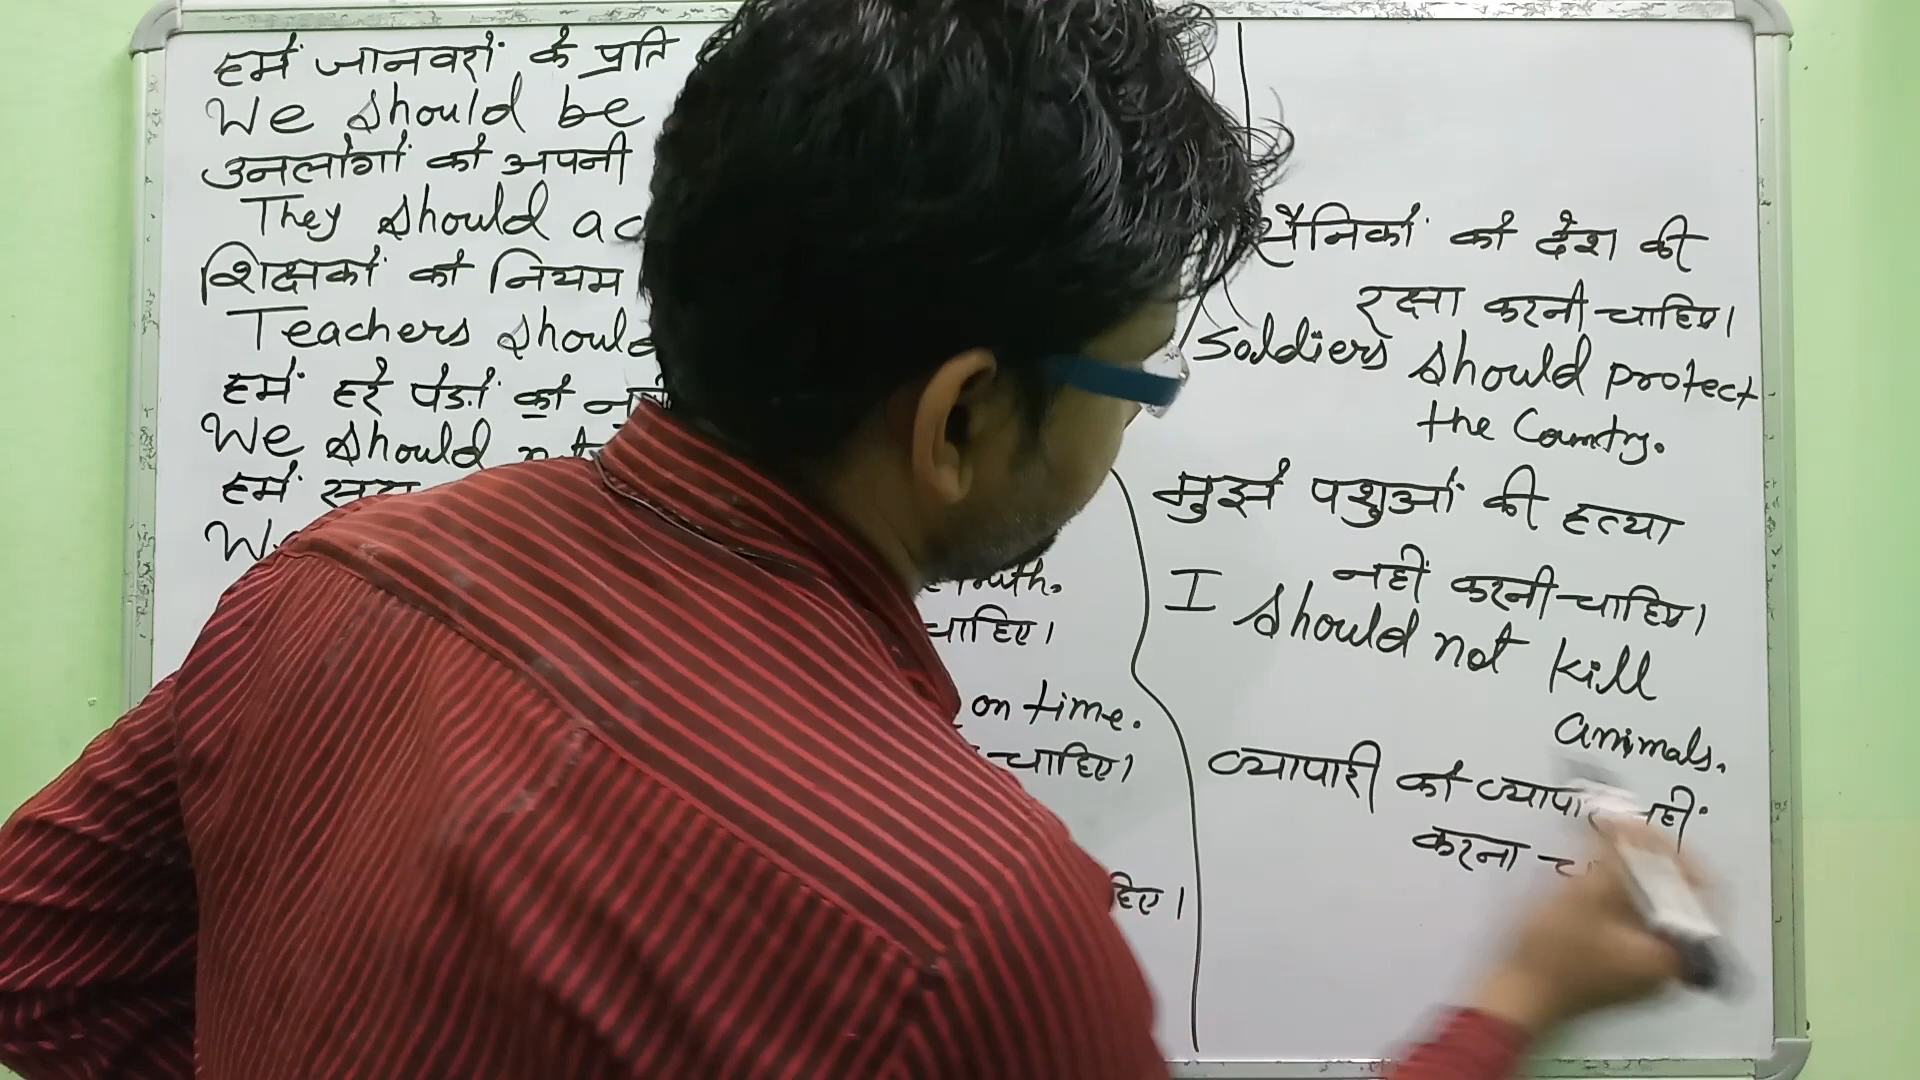 हमें जानवरों के प्रति
We should be
उनलोगों को अपनी
They should
शिक्षकों को नियम
Teachers should
हमें हरे पेड़ों को
We should not
हमें सदा
truth.
चाहिए।
on time.
चाहिए।
सैनिकों को देश की
रक्षा करनी चाहिए।
Soldiers should protect
the Country.
मुझे पशुओं की हत्या
नहीं करनी चाहिए।
I should not kill
animals.
व्यापारी को व्यापार नहीं
करना